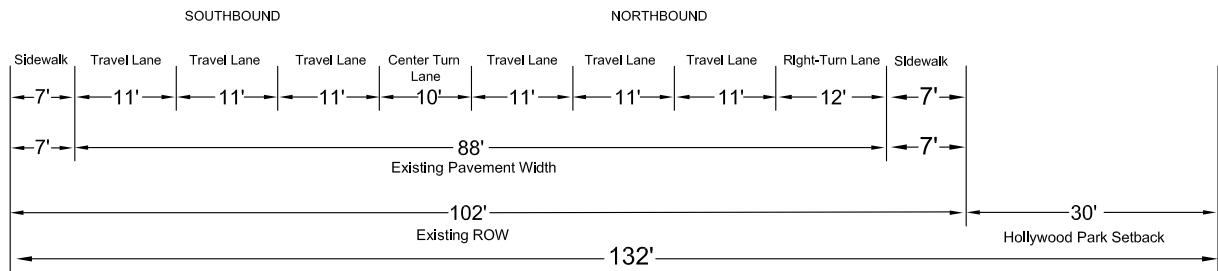 SOUTHBOUND NORTHBOUND
Sidewalk Travel Lane Travel Lane Travel Lane Center Turn Lane Travel Lane Travel Lane Travel Lane Right-Turn Lane Sidewalk
7' 11' 11' 11' 10' 11' 11' 11' 12' 7'
7' 88' 7'
Existing Pavement Width
102' 30'
Existing ROW Hollywood Park Setback
132'